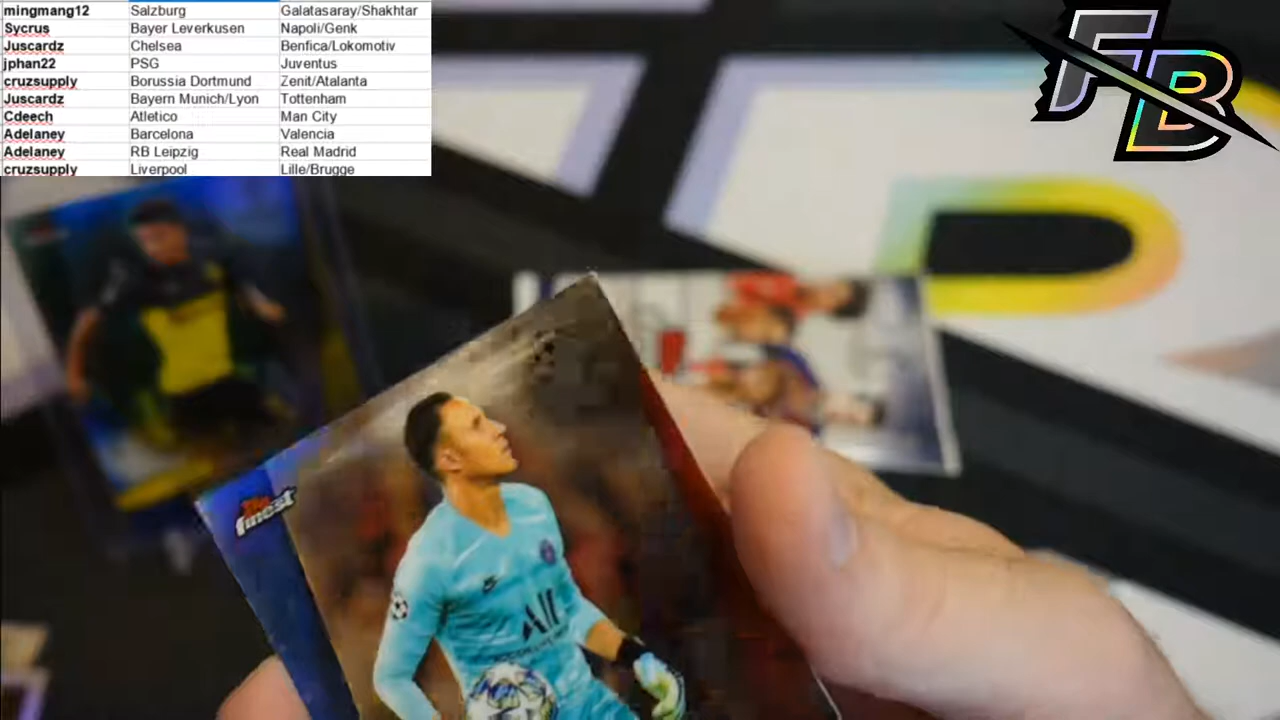 mingmang12 Salzburg Galatasaray/Shakhtar
Sycrus Bayer Leverkusen Napoli/Genk
Juscardz Chelsea Benfica/Lokomotiv
jphan22 PSG Juventus
cruzsupply Borussia Dortmund Zenit/Atalanta
Juscardz Bayern Munich/Lyon Tottenham
Cdeech Atletico Man City
Adelaney Barcelona Valencia
Adelaney RB Leipzig Real Madrid
cruzsupply Liverpool Lille/Brugge
FB
finest
ALL